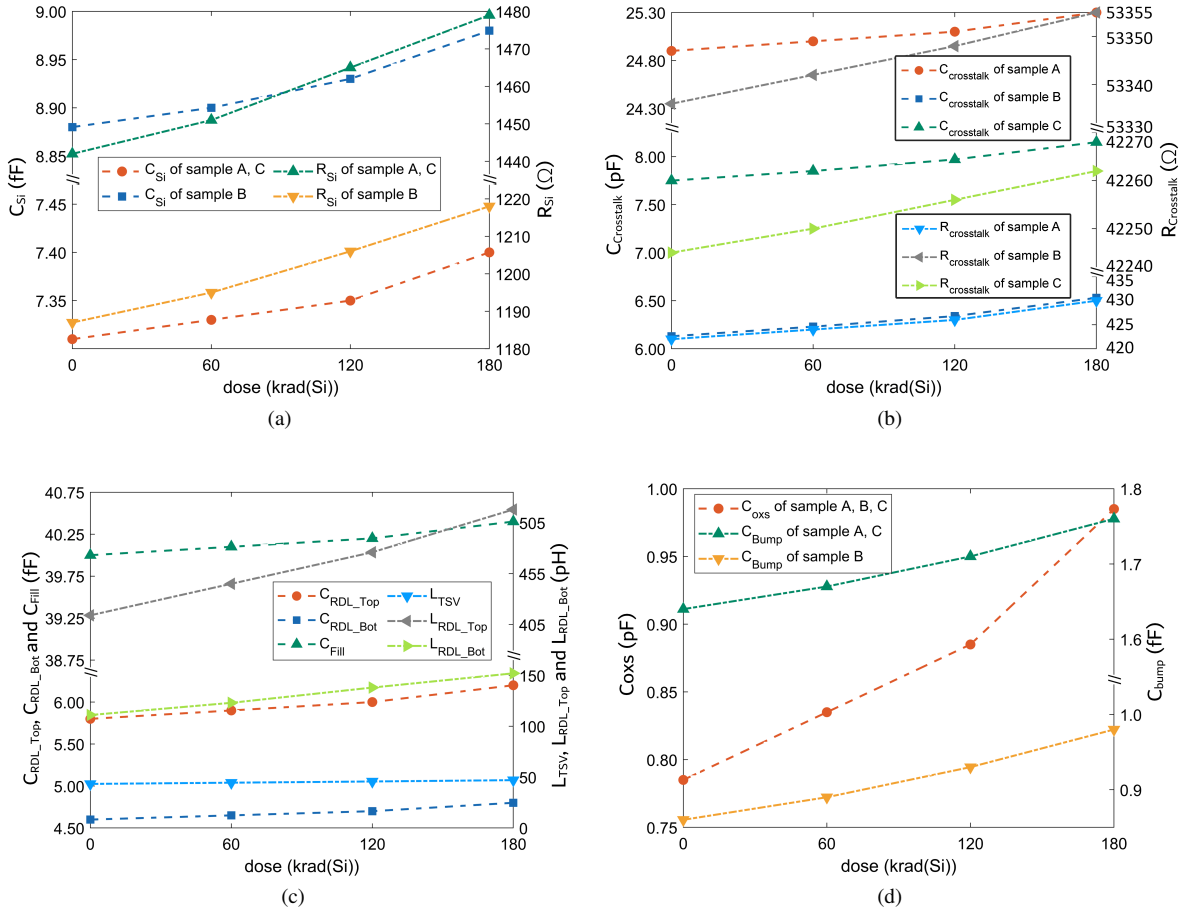 9.00
8.95
8.90
8.85
7.45
7.40
7.35
C_Si (fF)
1480
1470
1460
1450
1440
1220
1210
1200
1190
1180
R_Si (Ω)
C_Si of sample A, C
C_Si of sample B
R_Si of sample A, C
R_Si of sample B
0 60 120 180
dose (krad(Si))
(a)
25.30
24.80
24.30
8.00
7.50
7.00
6.50
6.00
C_Crosstalk (pF)
53355
53350
53340
53330
42270
42260
42250
42240
435
430
425
420
R_Crosstalk (Ω)
C_crosstalk of sample A
C_crosstalk of sample B
C_crosstalk of sample C
R_crosstalk of sample A
R_crosstalk of sample B
R_crosstalk of sample C
0 60 120 180
dose (krad(Si))
(b)
40.75
40.25
39.75
39.25
38.75
6.00
5.50
5.00
4.50
C_RDL_Top, C_RDL_Bot and C_Fill (fF)
505
455
405
150
100
50
0
L_TSV, L_RDL_Top and L_RDL_Bot (pH)
C_RDL_Top
C_RDL_Bot
C_Fill
L_TSV
L_RDL_Top
L_RDL_Bot
0 60 120 180
dose (krad(Si))
(c)
1.00
0.95
0.90
0.85
0.80
0.75
Coxs (pF)
1.8
1.7
1.6
1.0
0.9
C_bump (fF)
C_oxs of sample A, B, C
C_Bump of sample A, C
C_Bump of sample B
0 60 120 180
dose (krad(Si))
(d)